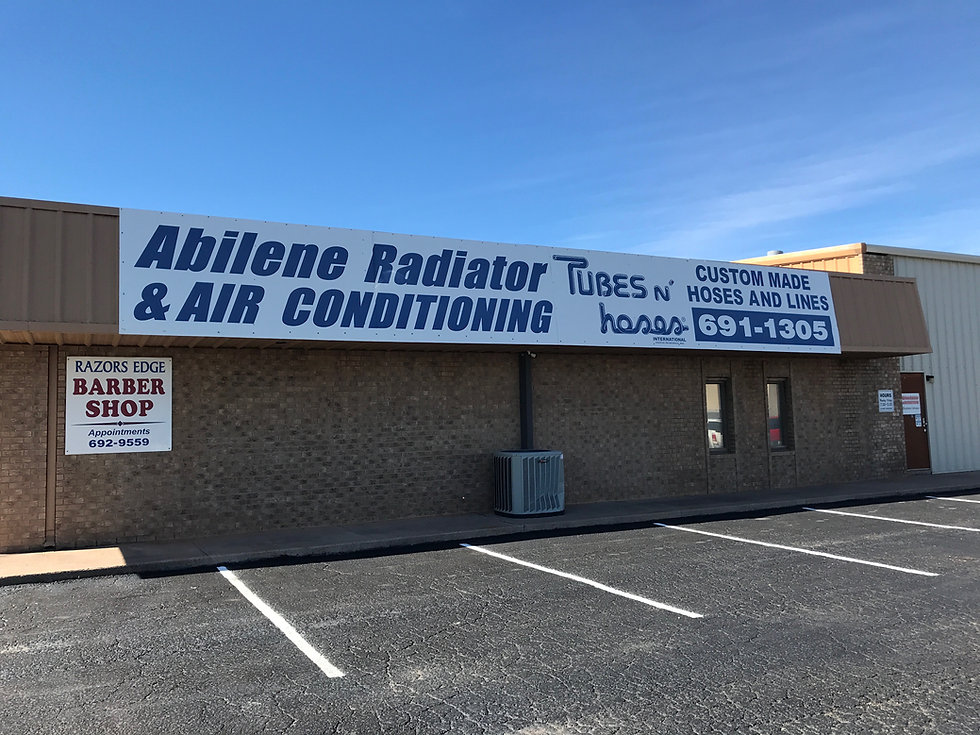 Abilene Radiator
& AIR CONDITIONING
TUBES N'
hoses
INTERNATIONAL
CUSTOM MADE
HOSES AND LINES
691-1305
RAZORS EDGE
BARBER
SHOP
Appointments
692-9559
HOURS